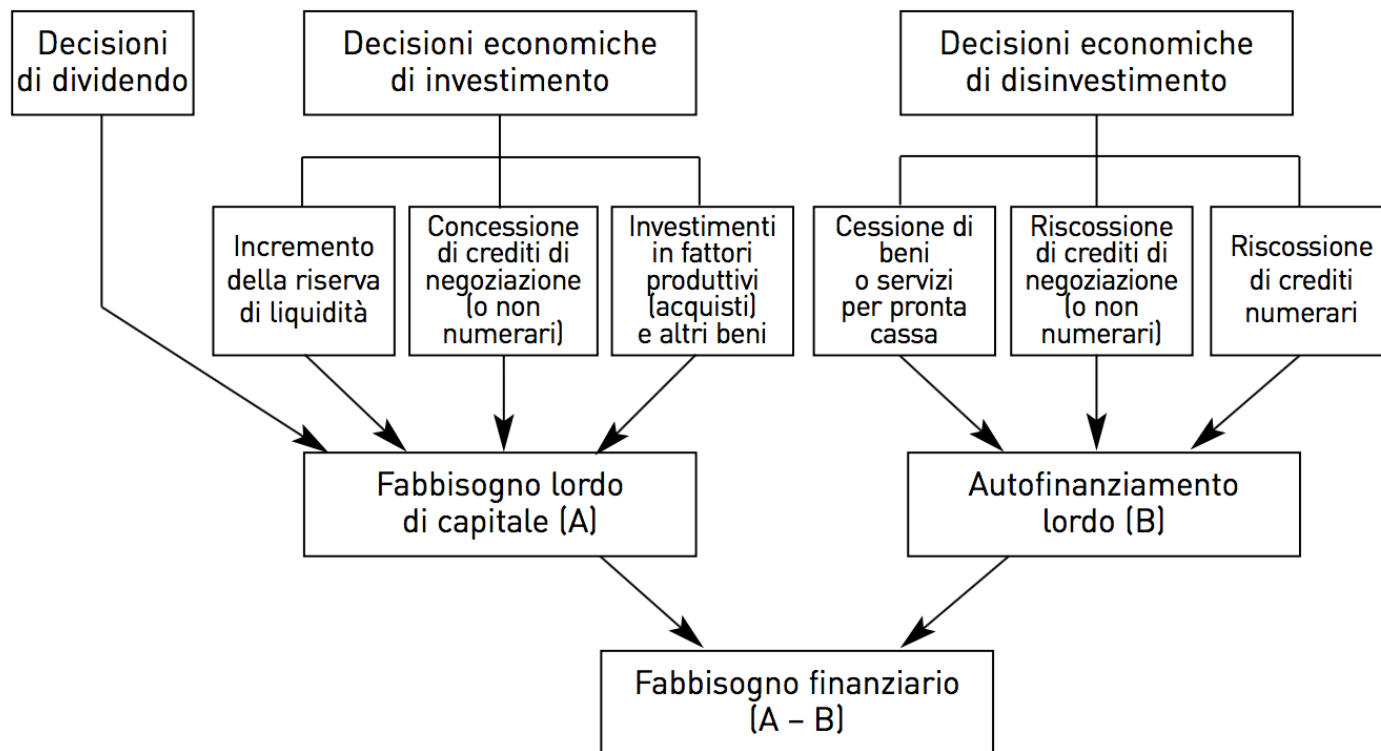 Decisioni
di dividendo
Decisioni economiche
di investimento
Decisioni economiche
di disinvestimento
Incremento
della riserva
di liquidità
Concessione
di crediti di
negoziazione
(o non
numerari)
Investimenti
in fattori
produttivi
(acquisti)
e altri beni
Cessione di
beni
o servizi
per pronta
cassa
Riscossione
di crediti di
negoziazione
(o non
numerari)
Riscossione
di crediti
numerari
Fabbisogno lordo
di capitale (A)
Autofinanziamento
lordo (B)
Fabbisogno finanziario
(A – B)